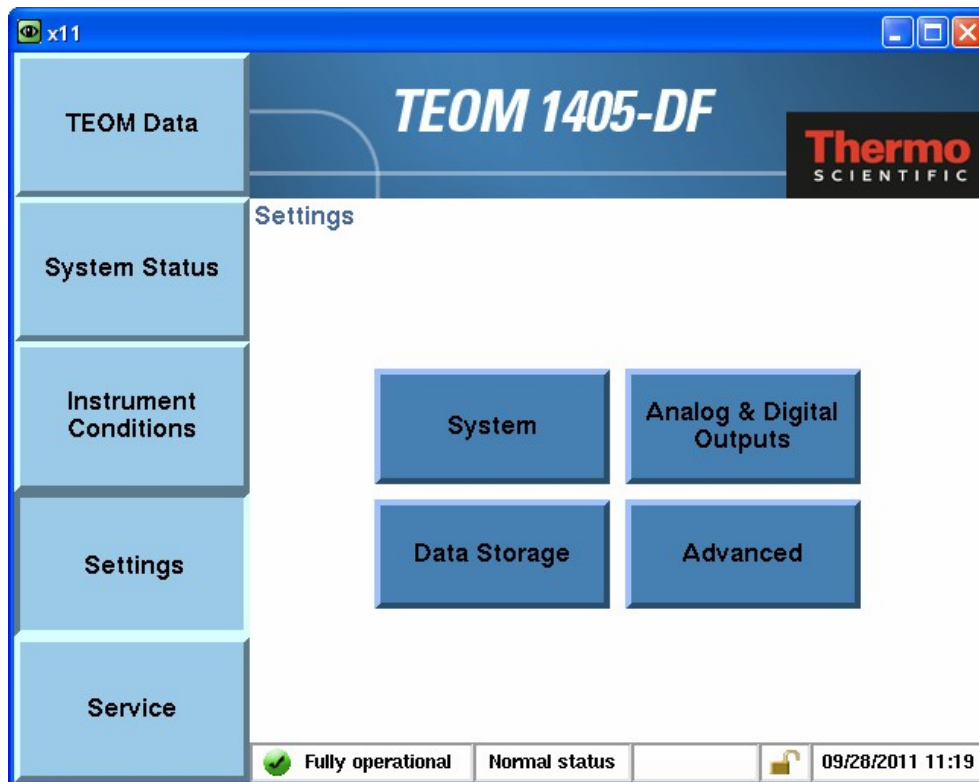 x11
TEOM Data
TEOM 1405-DF
Thermo
SCIENTIFIC
System Status
Settings
Instrument
Conditions
System
Analog & Digital
Outputs
Settings
Data Storage
Advanced
Service
Fully operational
Normal status
09/28/2011 11:19